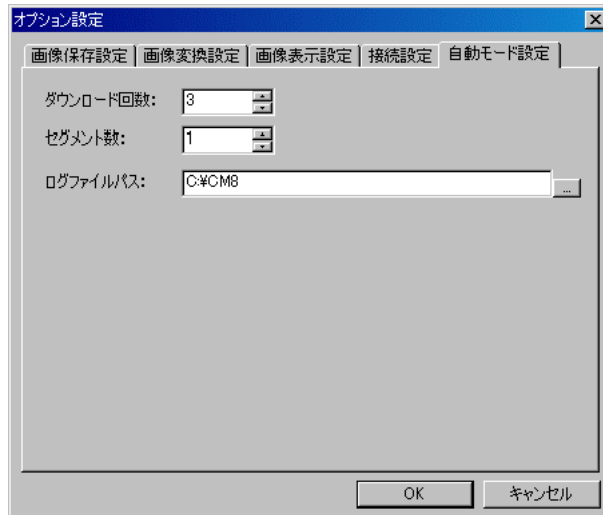 オプション設定
画像保存設定 画像変換設定 画像表示設定 接続設定 自動モード設定
ダウンロード回数: 3
セグメント数: 1
ログファイルパス: C:¥CM8 ...
OK キャンセル